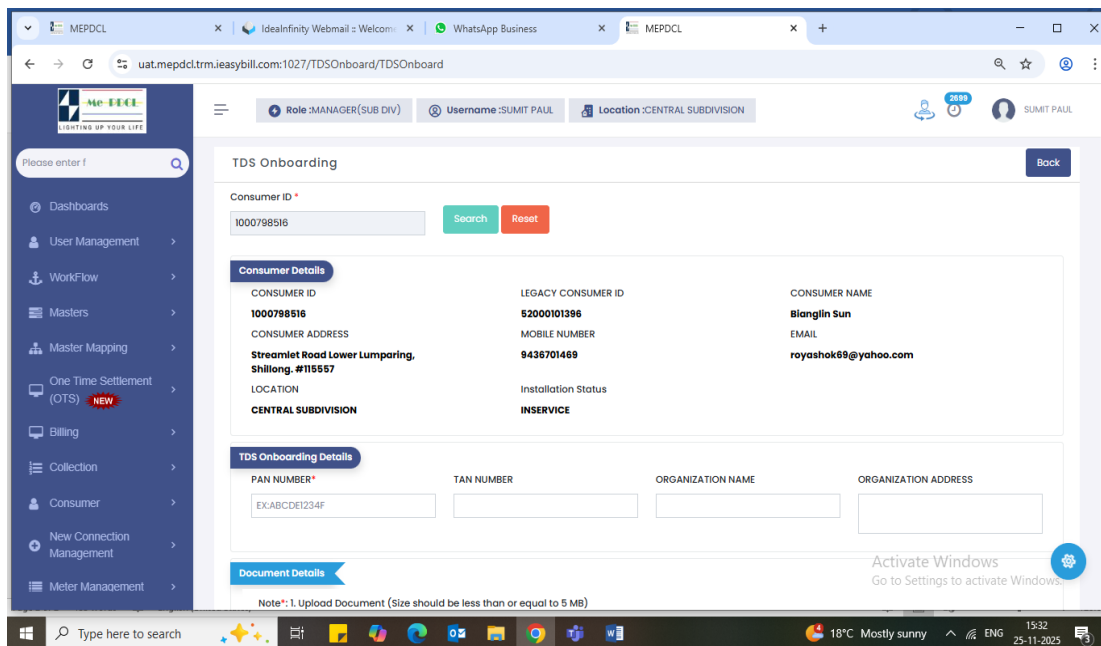 MEPDCL
IdeaInfinity Webmail :: Welcome
WhatsApp Business
MEPDCL
uat.mepdcl.trm.ieasybill.com:1027/TDSOnboard/TDSOnboard
Me PDCL
LIGHTING UP YOUR LIFE
Role :MANAGER(SUB DIV)
Username :SUMIT PAUL
Location :CENTRAL SUBDIVISION
2699
SUMIT PAUL
Please enter f
TDS Onboarding
Back
Consumer ID *
1000798516
Search
Reset
Dashboards
User Management
WorkFlow
Masters
Master Mapping
One Time Settlement
(OTS) NEW
Billing
Collection
Consumer
New Connection
Management
Meter Management
Consumer Details
CONSUMER ID
LEGACY CONSUMER ID
CONSUMER NAME
1000798516
52000101396
Bianglin Sun
CONSUMER ADDRESS
MOBILE NUMBER
EMAIL
Streamlet Road Lower Lumparing,
Shillong. #115557
9436701469
royashok69@yahoo.com
LOCATION
Installation Status
CENTRAL SUBDIVISION
INSERVICE
TDS Onboarding Details
PAN NUMBER*
TAN NUMBER
ORGANIZATION NAME
ORGANIZATION ADDRESS
EX:ABCDE1234F
Document Details
Note*: 1. Upload Document (Size should be less than or equal to 5 MB)
Activate Windows
Go to Settings to activate Windows.
Type here to search
18°C Mostly sunny
ENG
15:32
25-11-2025
3